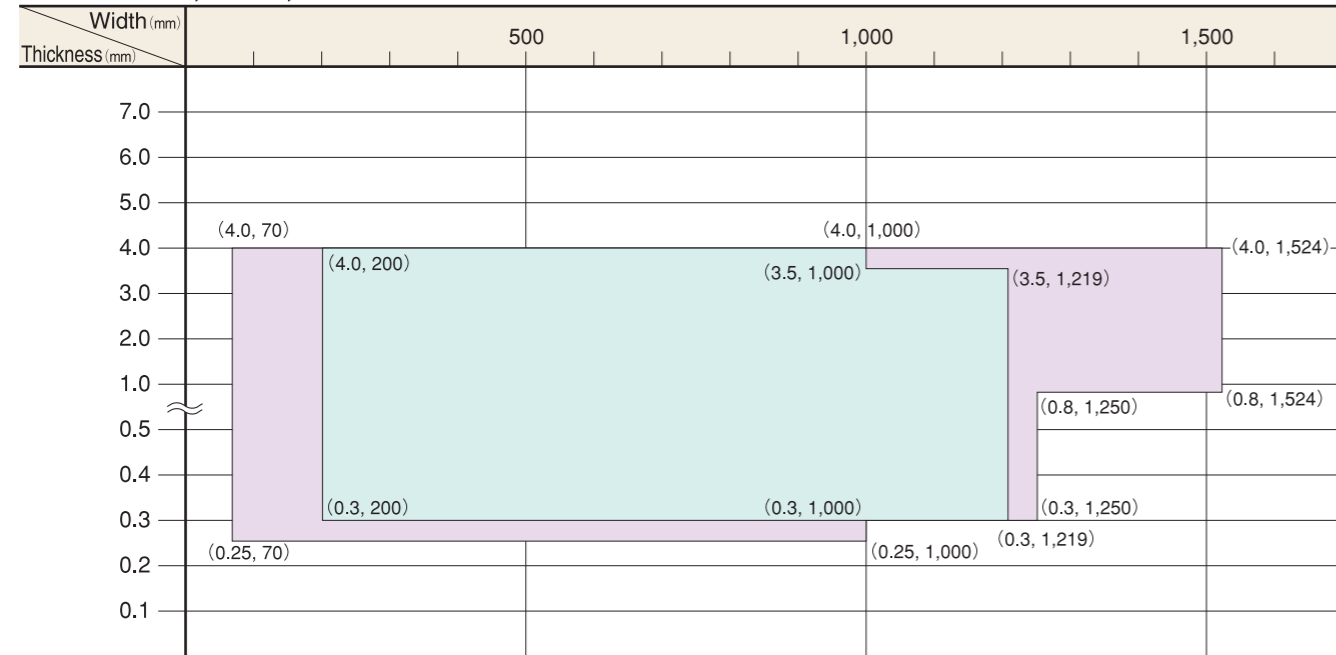 Width (mm)
Thickness (mm)
500 1,000 1,500
7.0
6.0
5.0
(4.0, 70) (4.0, 1,000)
4.0 (4.0, 1,524)
(4.0, 200) (3.5, 1,000) (3.5, 1,219)
3.0
2.0
1.0
(0.8, 1,250) (0.8, 1,524)
0.5
0.4
(0.3, 200) (0.3, 1,000) (0.3, 1,250)
0.3
(0.25, 70) (0.25, 1,000) (0.3, 1,219)
0.2
0.1